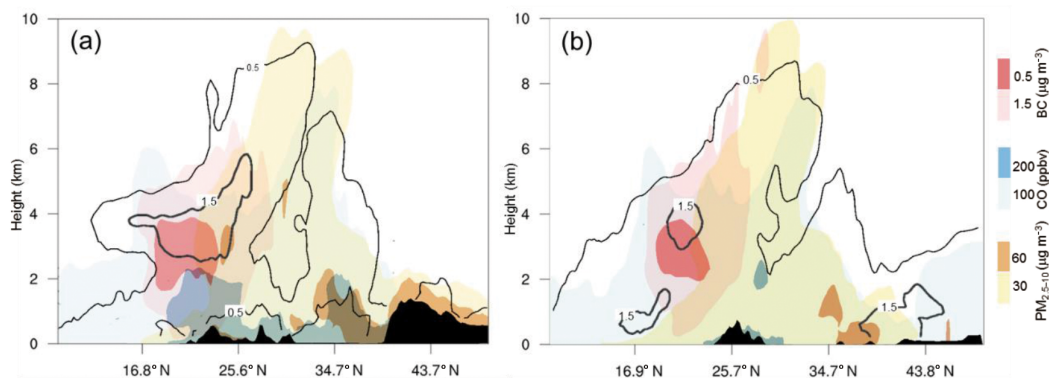 (a)
(b)
10
8
6
4
2
0
Height (km)
0.5
1.5
0.5
16.8° N
25.6° N
34.7° N
43.7° N
10
8
6
4
2
0
Height (km)
0.5
1.5
1.5
1.5
16.9° N
25.7° N
34.7° N
43.8° N
0.5
1.5
BC (μg m⁻³)
200
100
CO (ppbv)
60
30
PM₂.₅₋₁₀ (μg m⁻³)